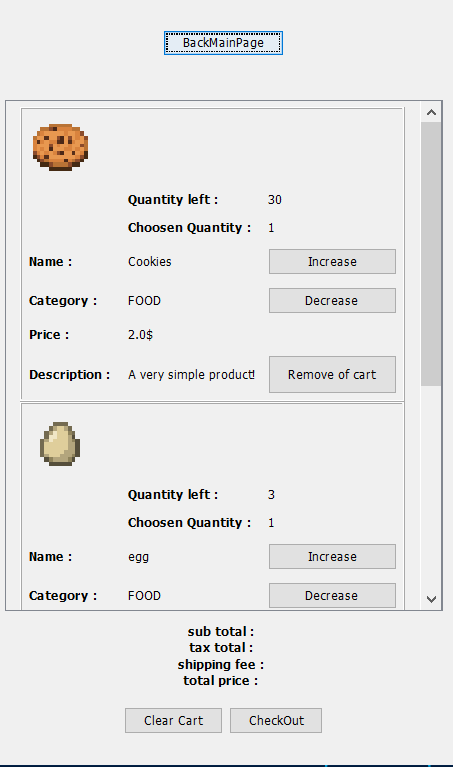 BackMainPage
Quantity left : 30
Choosen Quantity : 1
Name : Cookies Increase
Category : FOOD Decrease
Price : 2.0$
Description : A very simple product! Remove of cart
Quantity left : 3
Choosen Quantity : 1
Name : egg Increase
Category : FOOD Decrease
sub total :
tax total :
shipping fee :
total price :
Clear Cart CheckOut